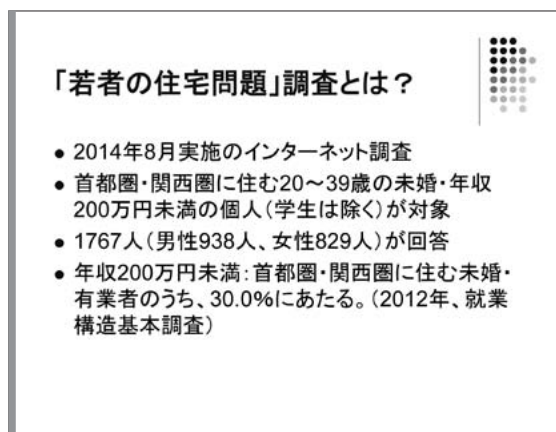 「若者の住宅問題」調査とは？
● 2014年8月実施のインターネット調査
● 首都圏・関西圏に住む20～39歳の未婚・年収
200万円未満の個人（学生は除く）が対象
● 1767人（男性938人、女性829人）が回答
● 年収200万円未満：首都圏・関西圏に住む未婚・
有業者のうち、30.0%にあたる。（2012年、就業
構造基本調査）